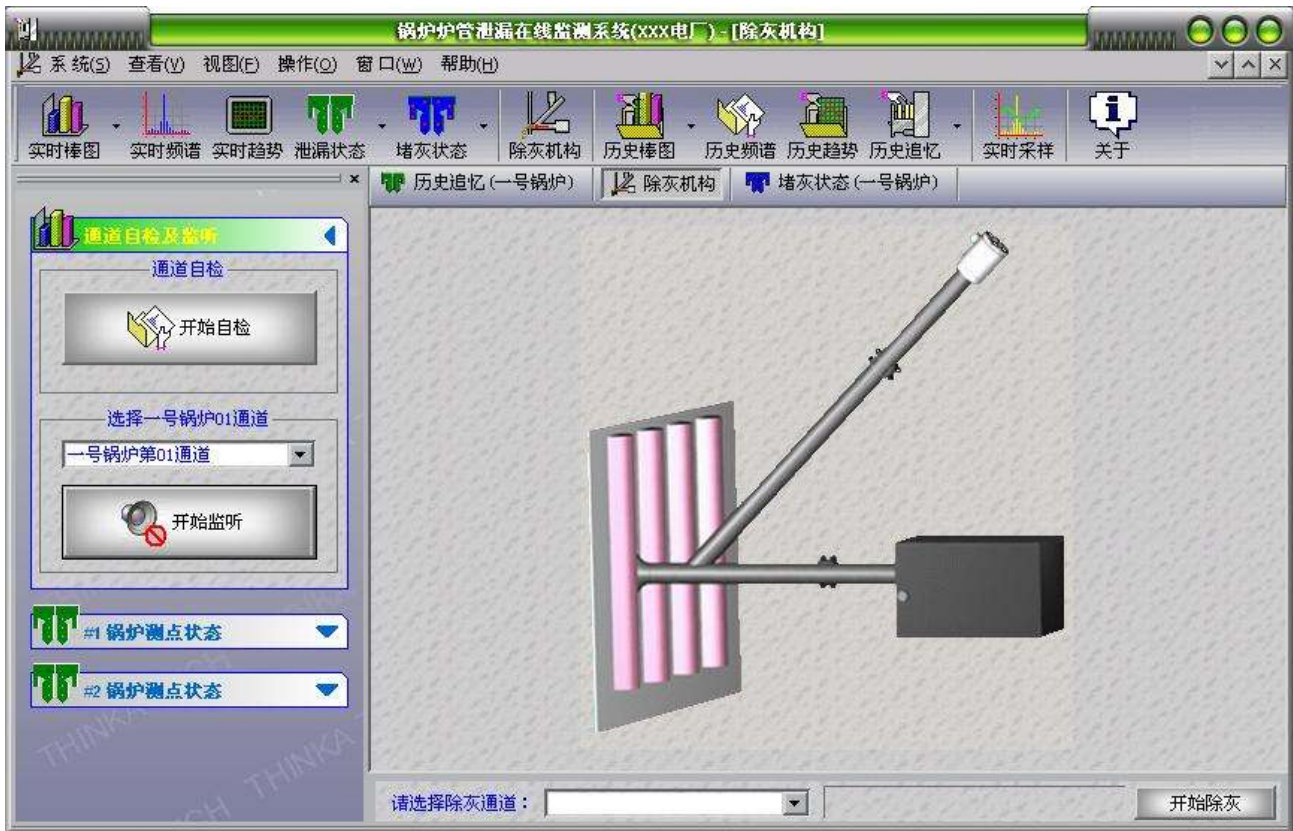 锅炉炉管泄漏在线监测系统(XXX电厂) - [除灰机构]
系统(S) 查看(V) 视图(F) 操作(O) 窗口(W) 帮助(H)
实时棒图 实时频谱 实时趋势 泄漏状态 堵灰状态 除灰机构 历史棒图 历史频谱 历史趋势 历史追忆 实时采样 关于
历史追忆(一号锅炉) 除灰机构 堵灰状态(一号锅炉)
通道自检及监听
通道自检
开始自检
选择一号锅炉01通道
一号锅炉第01通道
开始监听
#1 锅炉测点状态
#2 锅炉测点状态
THINKA
THINKA
请选择除灰通道：
开始除灰